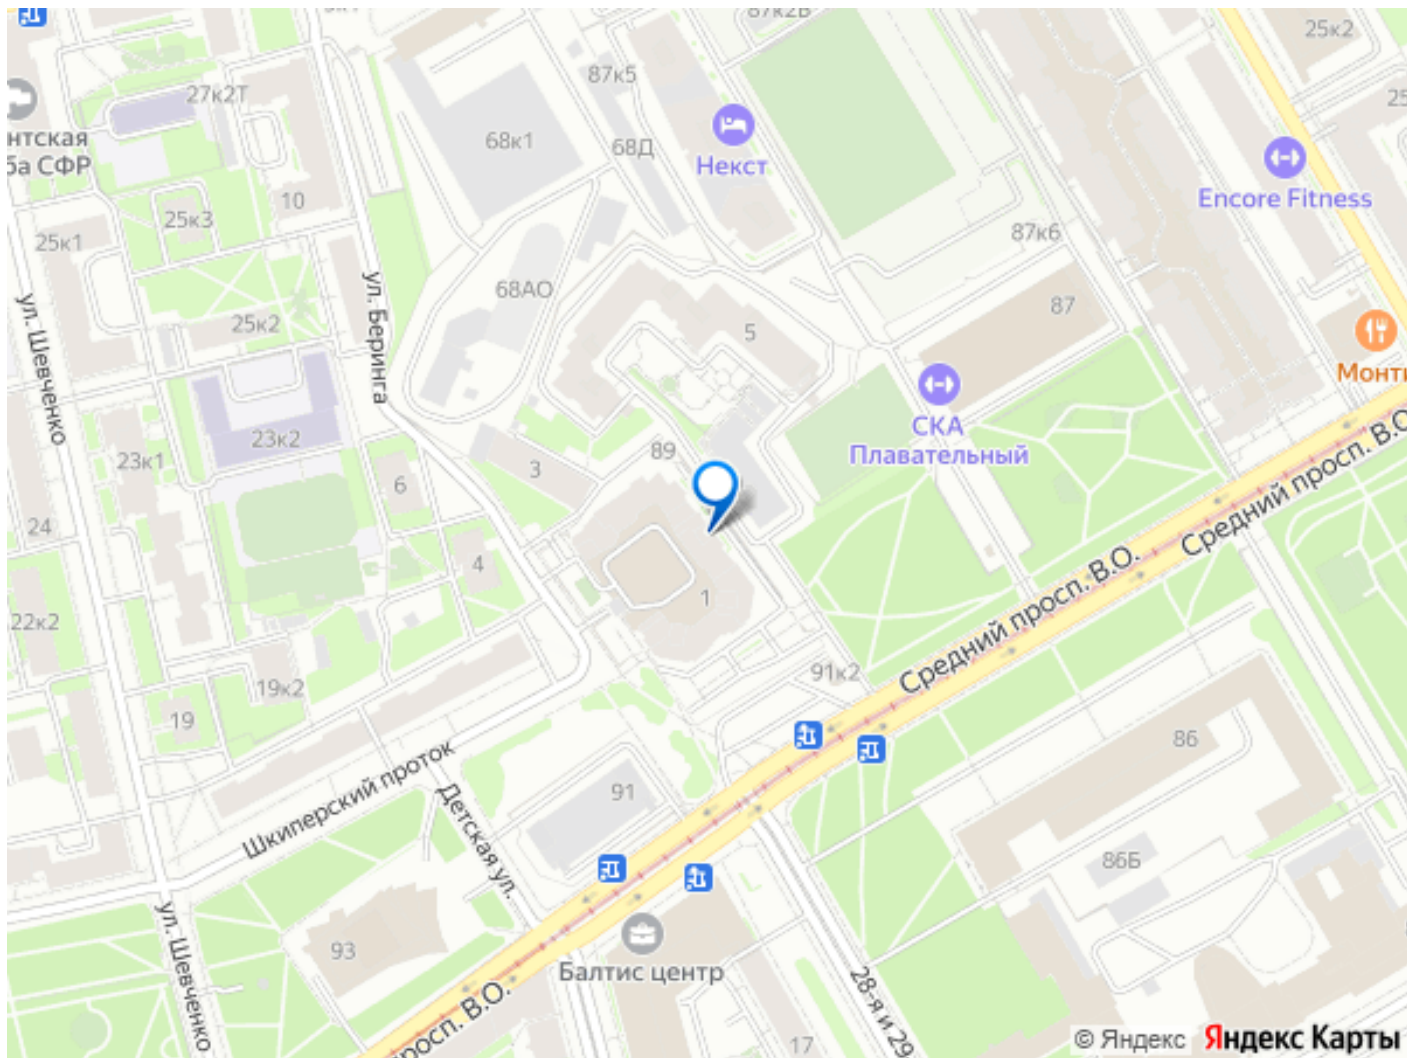 87к2В
25к2
87к5
27к2Т
25
нтская
ба СФР
68к1
68Д
Некст
Encore Fitness
10
25к3
25к1
87к6
ул. Беринга
68АО
87
ул. Шевченко
25к2
5
Монти
СКА
Плавательный
Средний просп. В.О.
23к2
23к1
89
3
6
24
4
1
22к2
Средний просп. В.О.
91к2
19к2
19
86
Шкиперский проток
91
Детская ул.
86Б
ул. Шевченко
93
Балтис центр
просп. В.О.
28-я и 29
17
© Яндекс Яндекс Карты